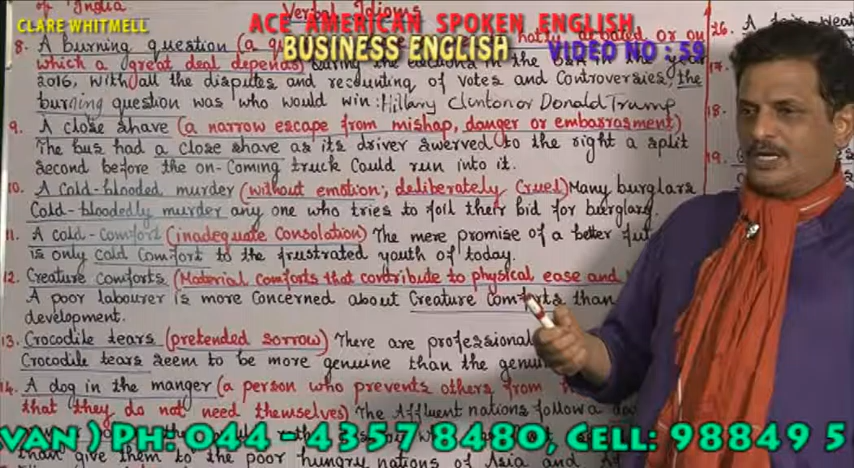 of India
Verbal Idioms
CLARE WHITMELL
ACE AMERICAN SPOKEN ENGLISH
BUSINESS ENGLISH
VIDEO NO : 59
8. A burning question (a hotly debated or on
which a great deal depends) during the elections in the in the year
2016, with all the disputes and recounting of votes and controversies, the
burning question was who would win: Hillary Clinton or Donald Trump
9. A close shave (a narrow escape from mishap, danger or embarrasment)
The bus had a close shave as its driver swerved to the right a split
second before the on-coming truck could run into it.
10. A cold-blooded murder (without emotion; deliberately cruel) Many burglars
Cold-bloodedly murder any one who tries to foil their bid for burglary.
11. A cold-comfort (inadequate consolation) The mere promise of a better
is only cold comfort to the frustrated youth of today.
12. Creature comforts (Material comforts that contribute to physical ease and
A poor labourer is more concerned about Creature comforts than
development.
13. Crocodile tears (pretended sorrow) There are professional
Crocodile tears seem to be more genuine than the
14. A dog in the manger (a person who prevents others from
that they do not need themselves) The Affluent nations follow a
than give them to the poor hungry nations of Asia and
VAN ) PH: 044 - 4357 8480, CELL: 98849 5
26. A
17.
18.
19.